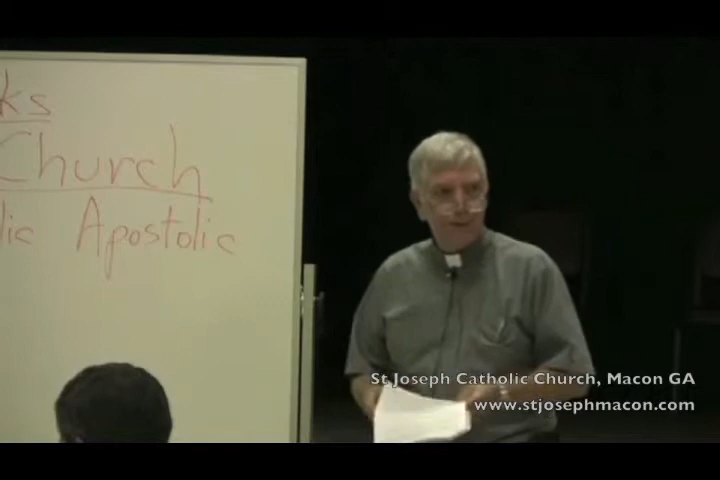 ks
Church
lic Apostolic
St Joseph Catholic Church, Macon GA
www.stjosephmacon.com